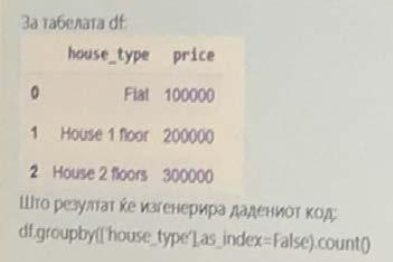 За табелата df:
house_type price
0 Flat 100000
1 House 1 floor 200000
2 House 2 floors 300000
Што резултат ќе изгенерира дадениот код:
df.groupby(['house_type'],as_index=False).count()